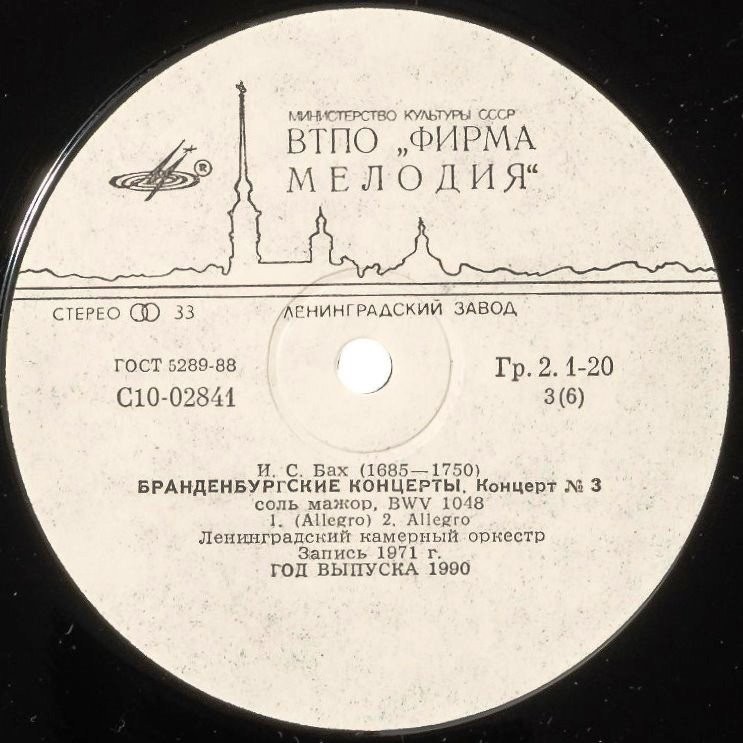 МИНИСТЕРСТВО КУЛЬТУРЫ СССР
ВТПО „ФИРМА
МЕЛОДИЯ“
®
СТЕРЕО 33
ЛЕНИНГРАДСКИЙ ЗАВОД
ГОСТ 5289-88
Гр. 2. 1-20
С10-02841
3(6)
И. С. Бах (1685—1750)
БРАНДЕНБУРГСКИЕ КОНЦЕРТЫ. Концерт № 3
соль мажор, BWV 1048
1. (Allegro) 2. Allegro
Ленинградский камерный оркестр
Запись 1971 г.
ГОД ВЫПУСКА 1990